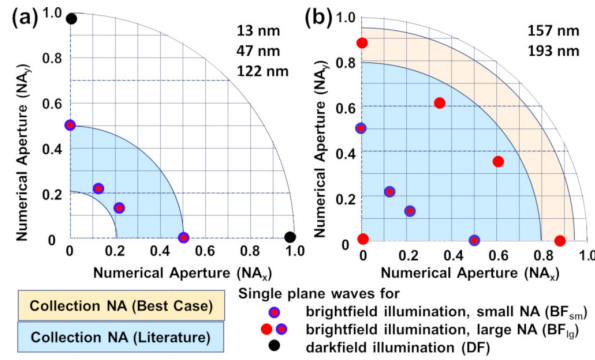 (a)
13 nm
47 nm
122 nm
1.0
0.8
0.6
0.4
0.2
0
0 0.2 0.4 0.6 0.8 1.0
Numerical Aperture (NAy)
Numerical Aperture (NAx)
(b)
157 nm
193 nm
1.0
0.8
0.6
0.4
0.2
0
0 0.2 0.4 0.6 0.8 1.0
Numerical Aperture (NAy)
Numerical Aperture (NAx)
Collection NA (Best Case)
Collection NA (Literature)
Single plane waves for
brightfield illumination, small NA (BFsm)
brightfield illumination, large NA (BFlg)
darkfield illumination (DF)